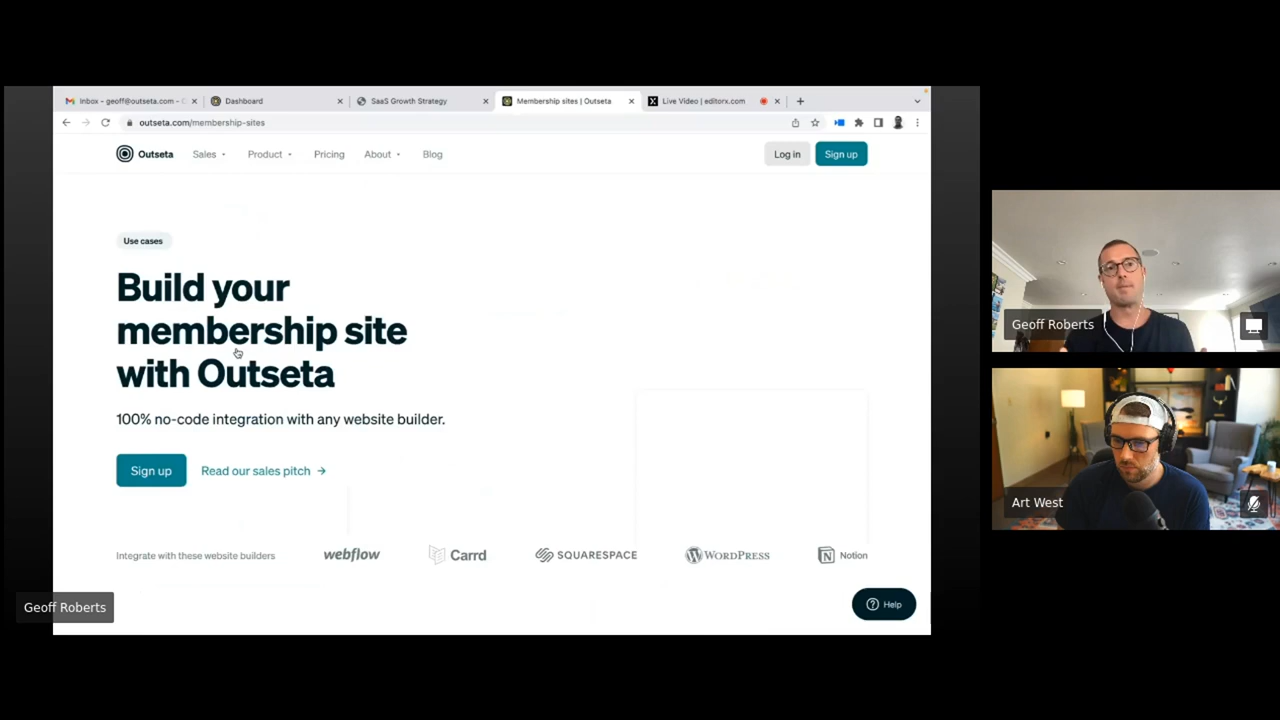 Inbox - geoff@outseta.com -
Dashboard
SaaS Growth Strategy
Membership sites | Outseta
Live Video | editorx.com
outseta.com/membership-sites
Outseta
Sales
Product
Pricing
About
Blog
Log in
Sign up
Use cases
Build your
membership site
with Outseta
100% no-code integration with any website builder.
Sign up
Read our sales pitch →
Integrate with these website builders
webflow
Carrd
SQUARESPACE
WORDPRESS
Notion
Help
Geoff Roberts
Geoff Roberts
Art West